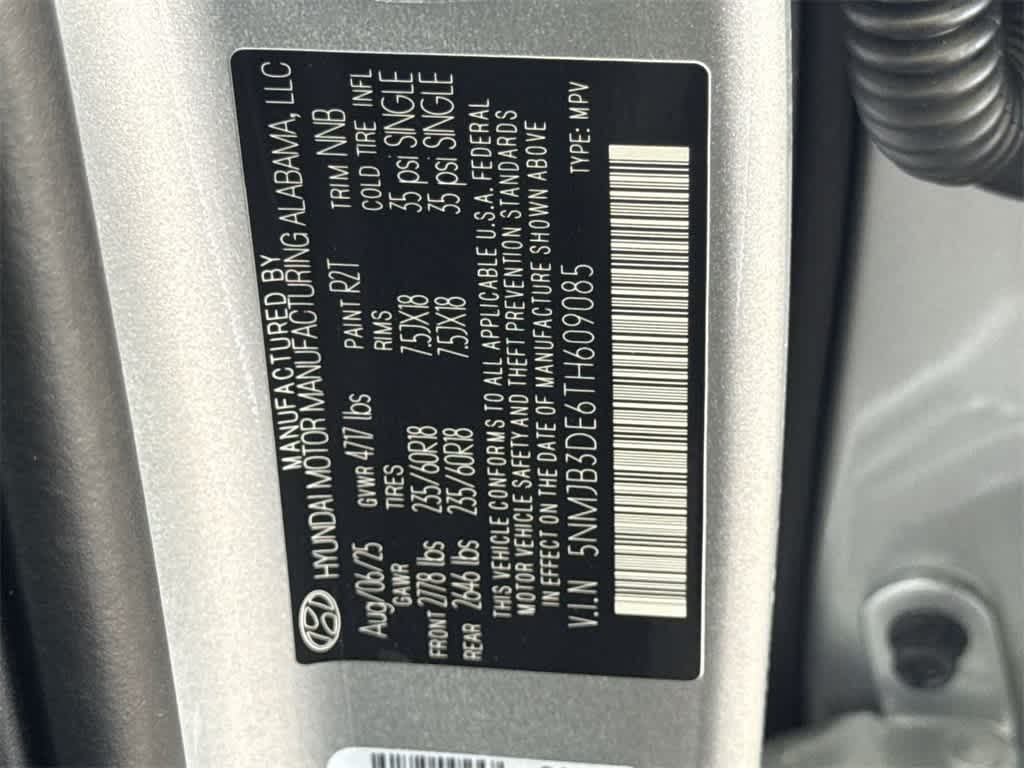 MANUFACTURED BY
HYUNDAI MOTOR MANUFACTURING ALABAMA, LLC
Aug/06/25 GVWR 4717 lbs PAINT R2T TRIM NNB
GAWR TIRES RIMS COLD TIRE INFL
FRONT 2778 lbs 235/60R18 7.5JX18 35 psi SINGLE
REAR 2646 lbs 235/60R18 7.5JX18 35 psi SINGLE
THIS VEHICLE CONFORMS TO ALL APPLICABLE U.S.A. FEDERAL
MOTOR VEHICLE SAFETY AND THEFT PREVENTION STANDARDS
IN EFFECT ON THE DATE OF MANUFACTURE SHOWN ABOVE
V.I.N 5NMJB3DE6TH609085 TYPE: MPV